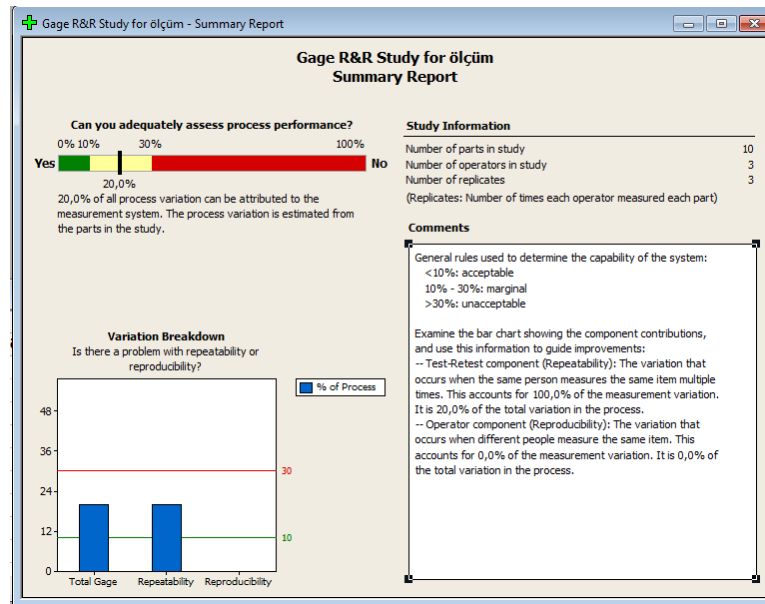 Gage R&R Study for ölçüm - Summary Report
Gage R&R Study for ölçüm
Summary Report
Can you adequately assess process performance?
0% 10% 30% 100%
Yes No
20,0%
20,0% of all process variation can be attributed to the
measurement system. The process variation is estimated from
the parts in the study.
Variation Breakdown
Is there a problem with repeatability or
reproducibility?
% of Process
48
36
30
24
12
10
0
Total Gage Repeatability Reproducibility
Study Information
Number of parts in study 10
Number of operators in study 3
Number of replicates 3
(Replicates: Number of times each operator measured each part)
Comments
General rules used to determine the capability of the system:
<10%: acceptable
10% - 30%: marginal
>30%: unacceptable
Examine the bar chart showing the component contributions,
and use this information to guide improvements:
-- Test-Retest component (Repeatability): The variation that
occurs when the same person measures the same item multiple
times. This accounts for 100,0% of the measurement variation.
It is 20,0% of the total variation in the process.
-- Operator component (Reproducibility): The variation that
occurs when different people measure the same item. This
accounts for 0,0% of the measurement variation. It is 0,0% of
the total variation in the process.